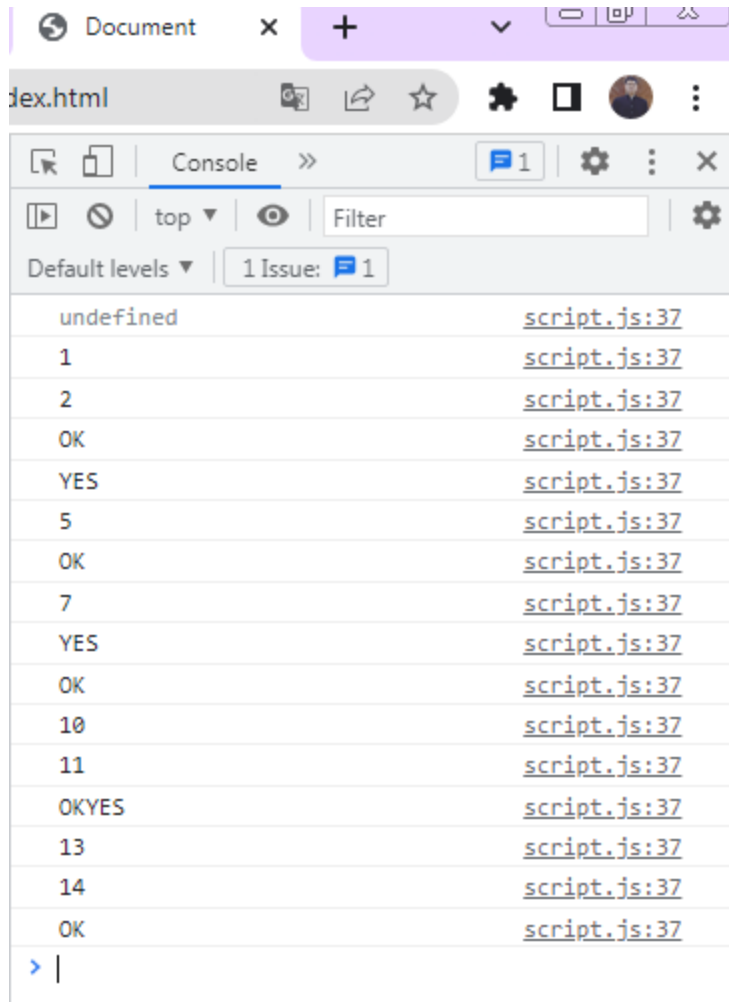 Document
dex.html
Console 1
top Filter
Default levels 1 Issue: 1
undefined script.js:37
1 script.js:37
2 script.js:37
OK script.js:37
YES script.js:37
5 script.js:37
OK script.js:37
7 script.js:37
YES script.js:37
OK script.js:37
10 script.js:37
11 script.js:37
OKYES script.js:37
13 script.js:37
14 script.js:37
OK script.js:37